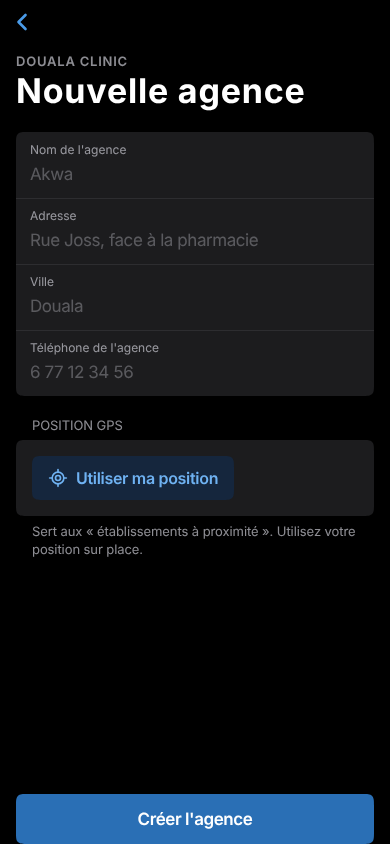 DOUALA CLINIC
Nouvelle agence
Nom de l'agence
Akwa
Adresse
Rue Joss, face à la pharmacie
Ville
Douala
Téléphone de l'agence
6 77 12 34 56
POSITION GPS
Utiliser ma position
Sert aux « établissements à proximité ». Utilisez votre
position sur place.
Créer l'agence